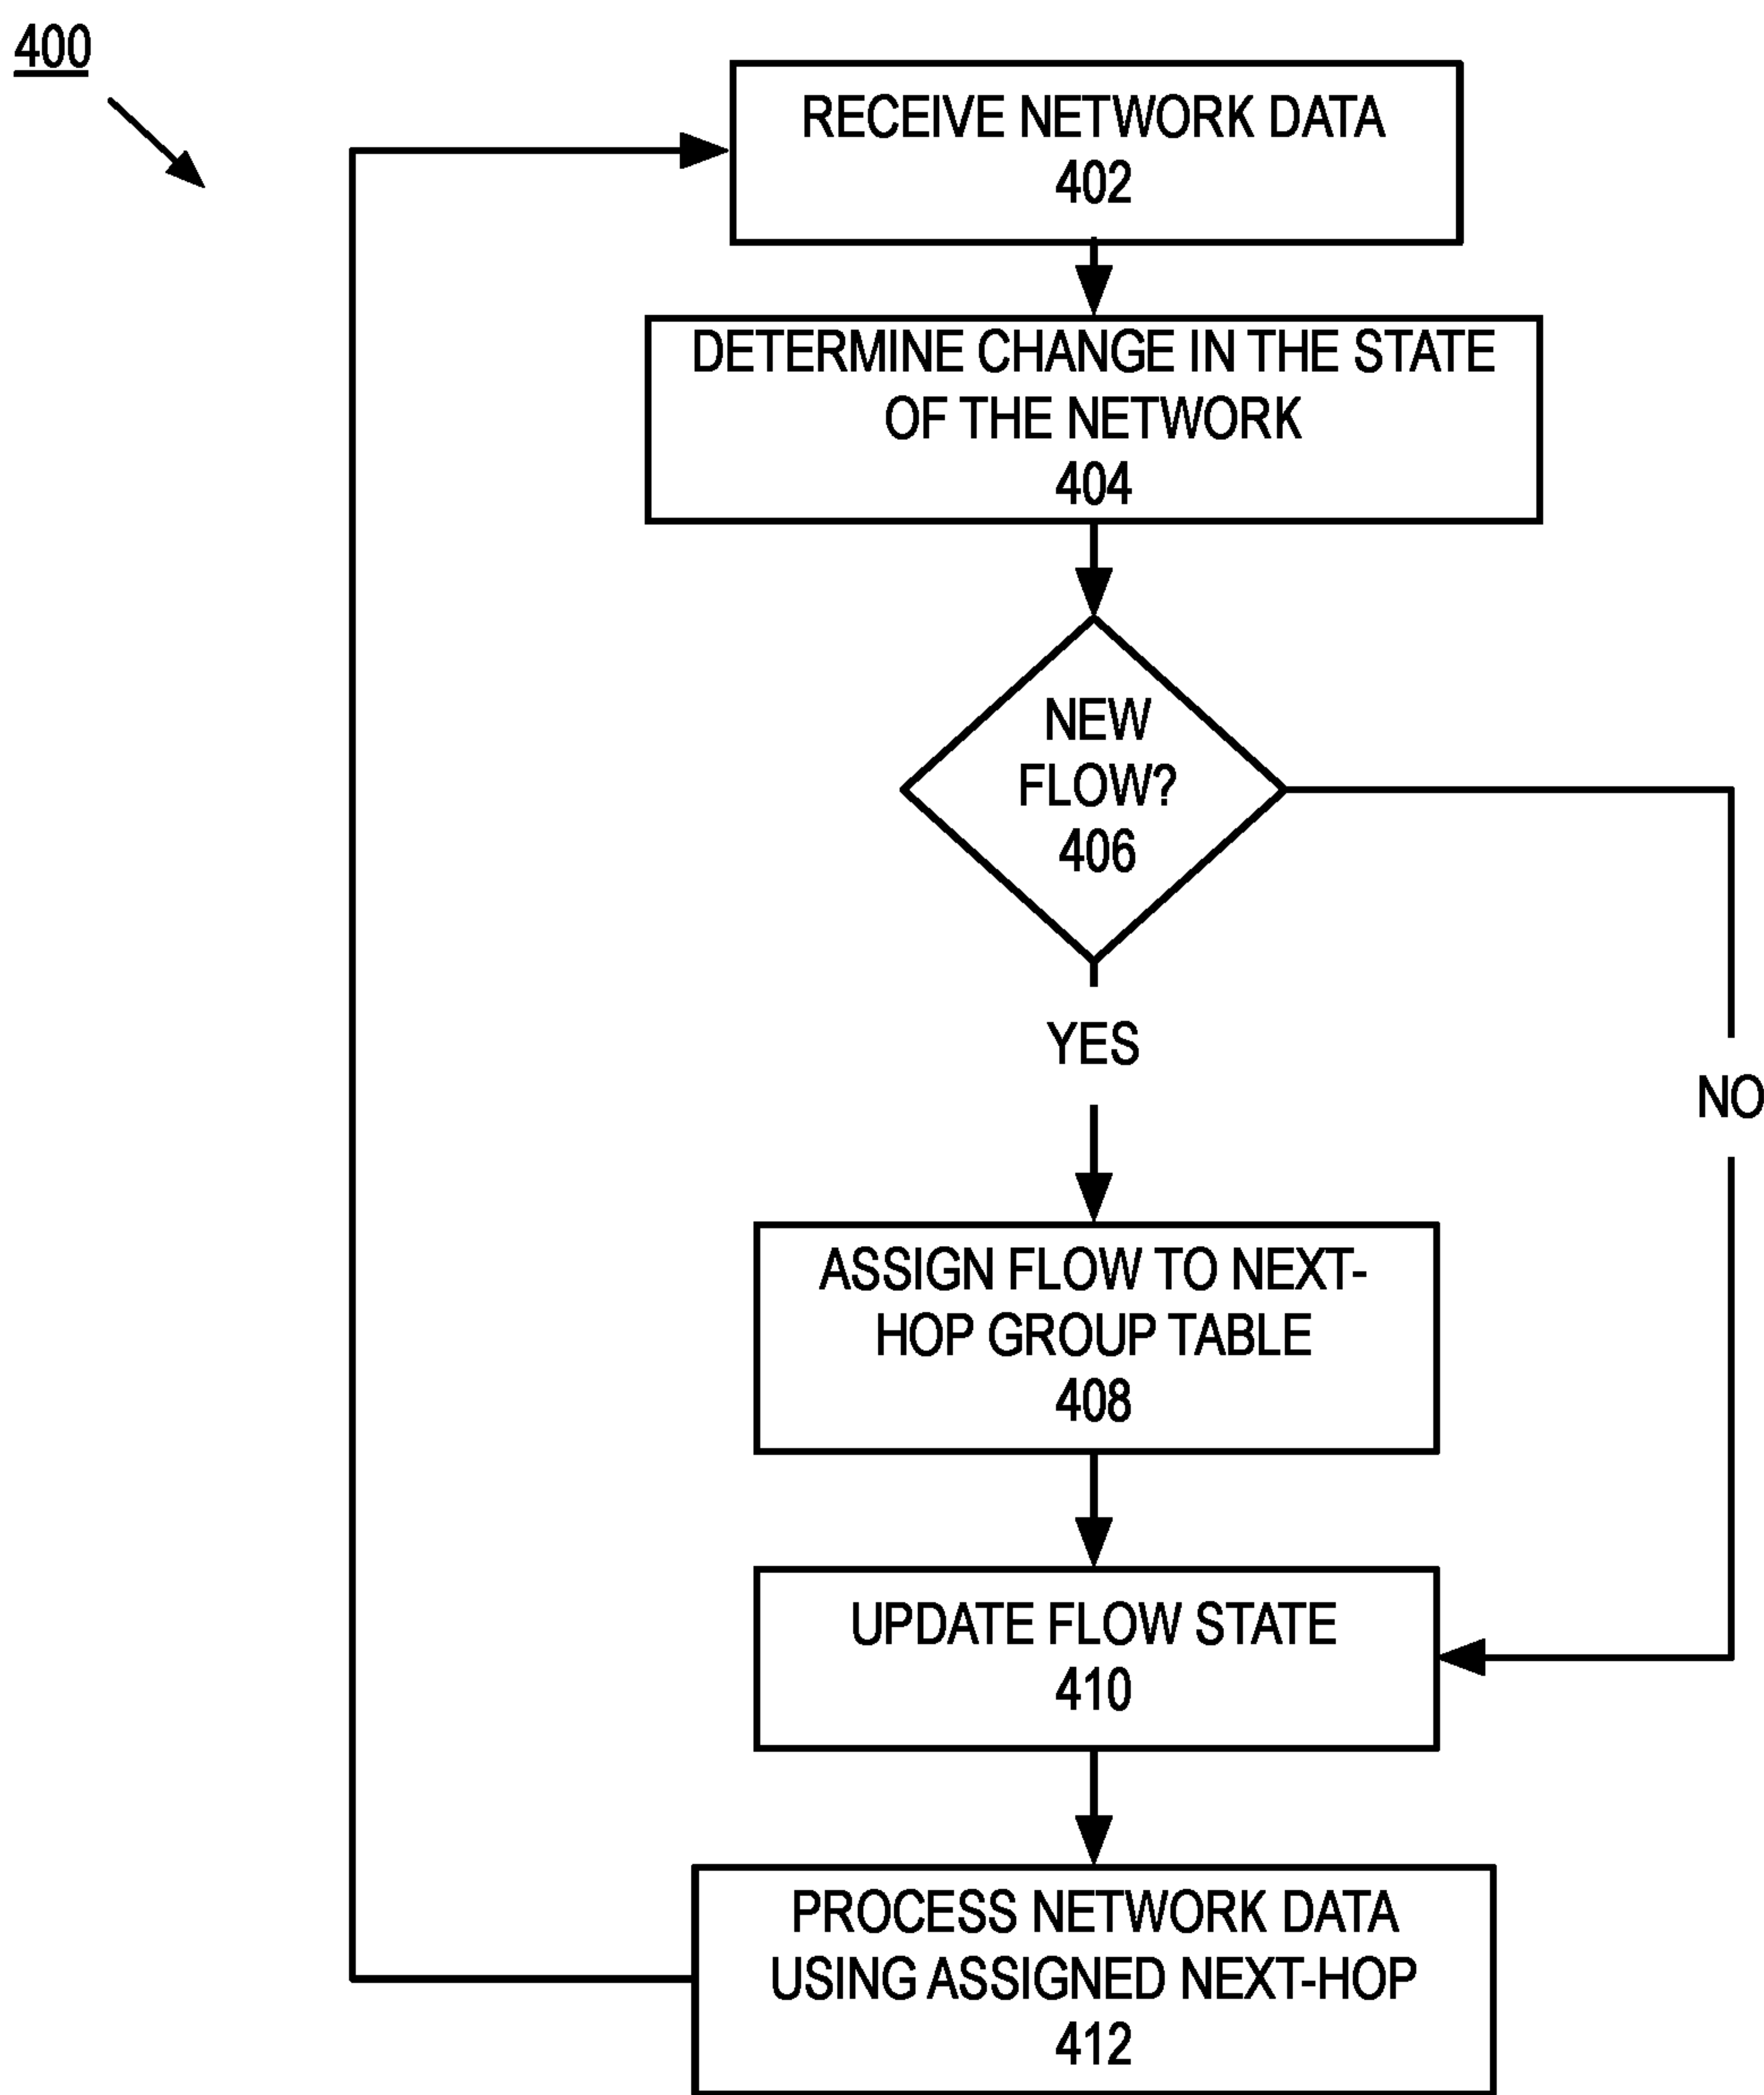 400
RECEIVE NETWORK DATA
402
DETERMINE CHANGE IN THE STATE
OF THE NETWORK
404
NEW
FLOW?
406
YES
NO
ASSIGN FLOW TO NEXT-
HOP GROUP TABLE
408
UPDATE FLOW STATE
410
PROCESS NETWORK DATA
USING ASSIGNED NEXT-HOP
412